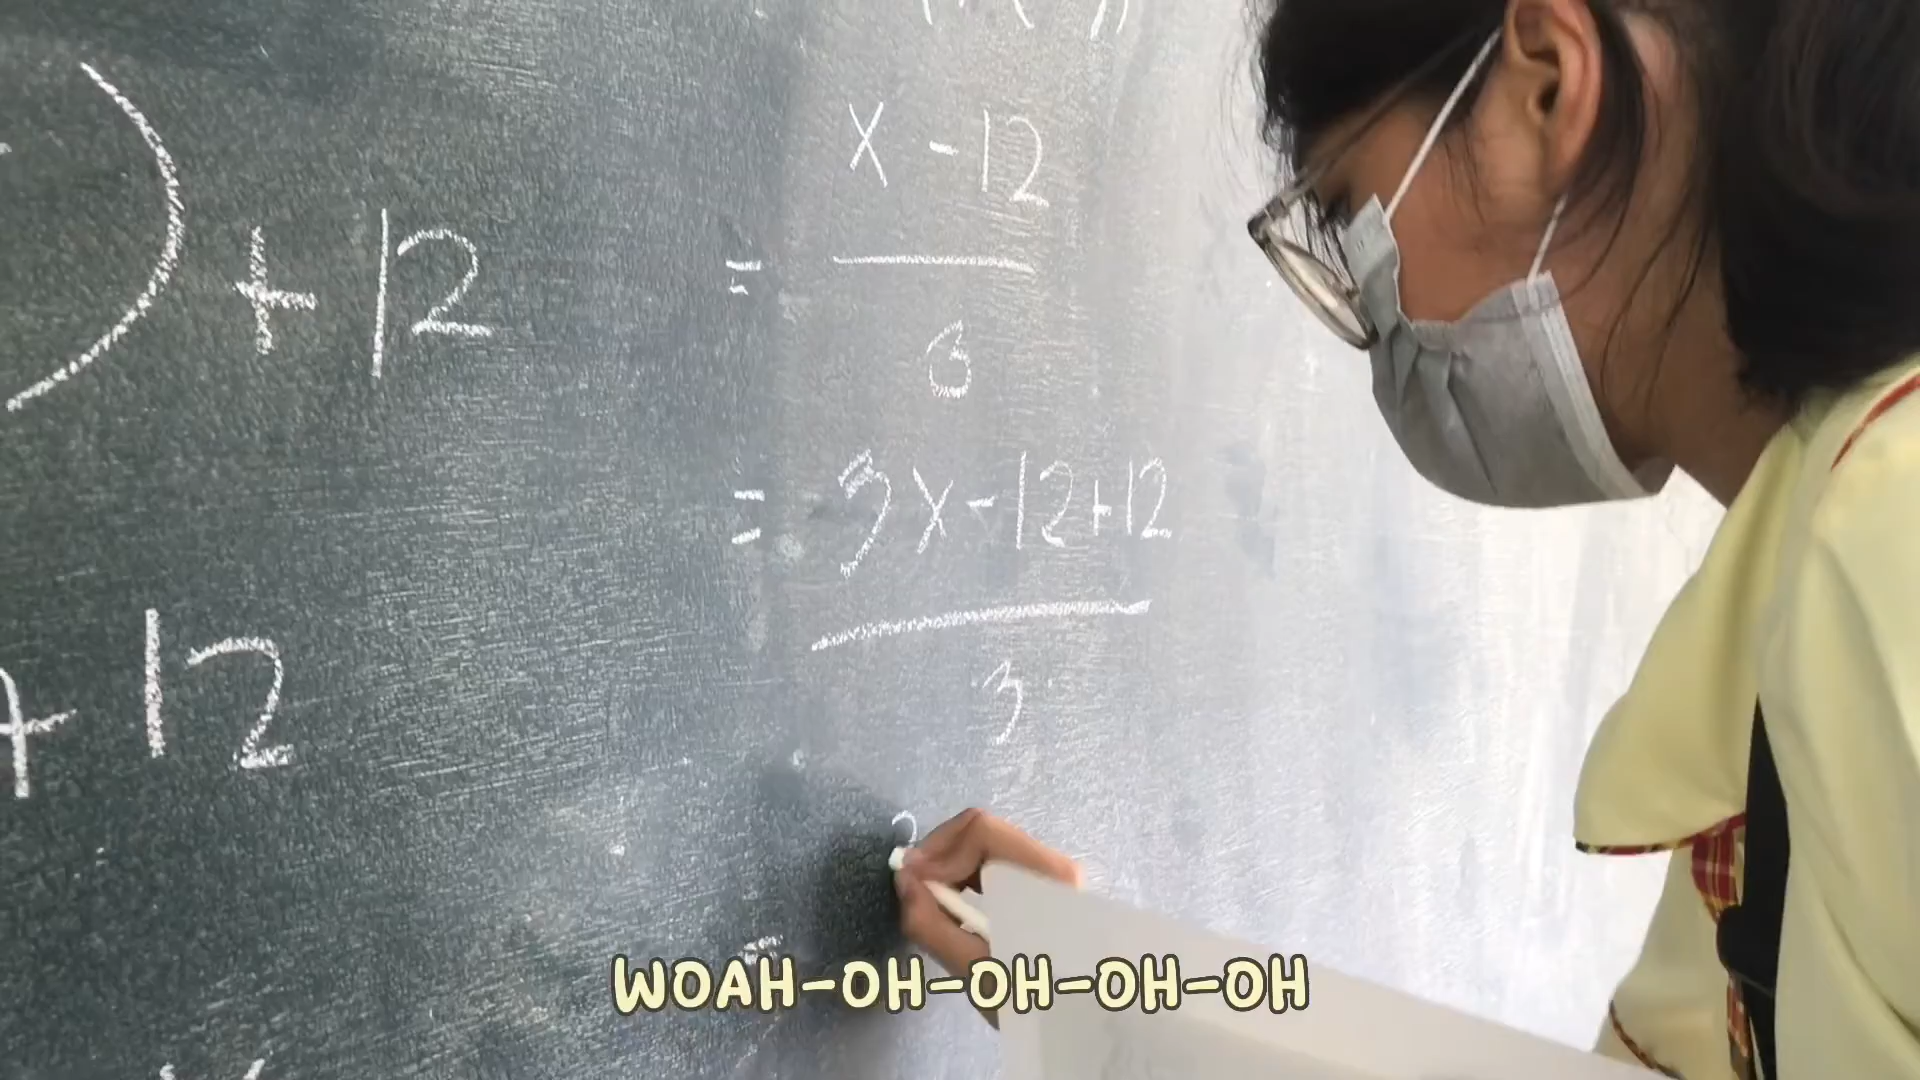 ) + 12
+ 12
x - 12
=
3
= 3x - 12 + 12
3
=
WOAH-OH-OH-OH-OH